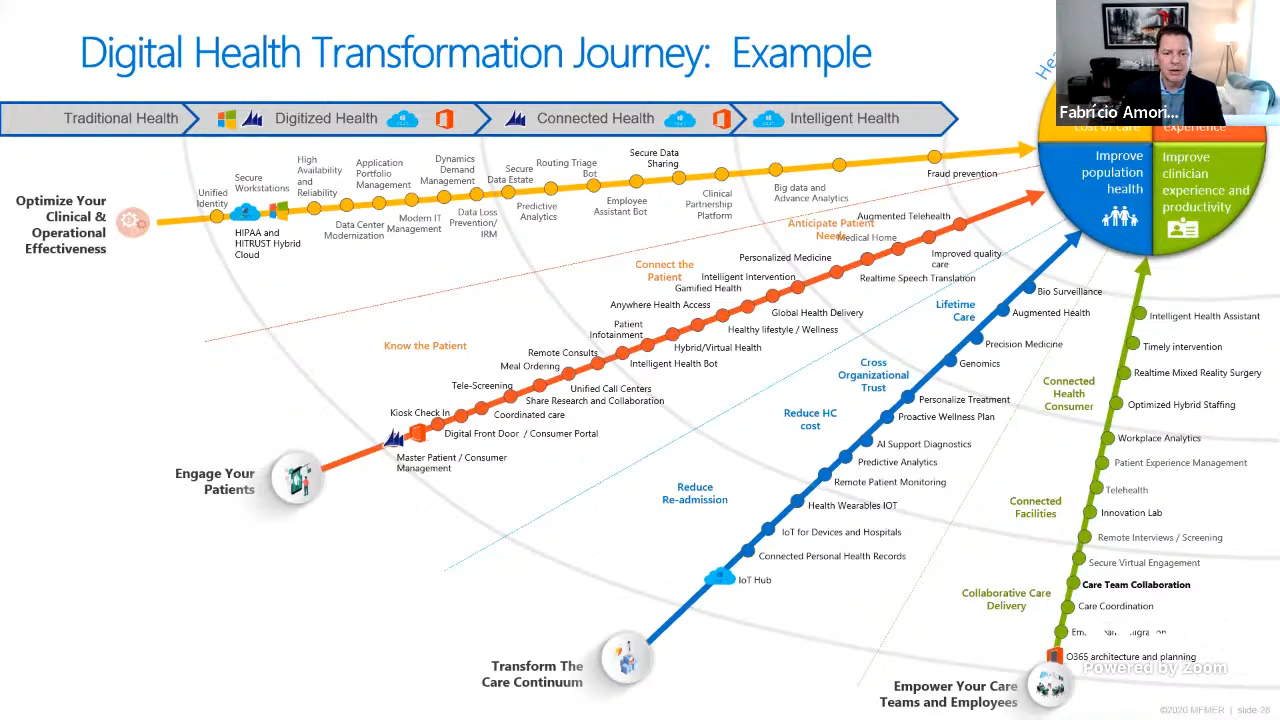 Digital Health Transformation Journey: Example
Fabrício Amori...
Traditional Health
Digitized Health
Connected Health
Intelligent Health
cost of care
experience
Improve
population
health
Improve
clinician
experience and
productivity
Optimize Your
Clinical &
Operational
Effectiveness
Unified
Identity
Secure
Workstations
HIPAA and
HITRUST Hybrid
Cloud
High
Availability
and
Reliability
Data Center
Modernization
Application
Portfolio
Management
Modern IT
Management
Dynamics
Demand
Management
Data Loss
Prevention/
IRM
Secure
Data Estate
Predictive
Analytics
Routing Triage
Bot
Employee
Assistant Bot
Secure Data
Sharing
Clinical
Partnership
Platform
Big data and
Advance Analytics
Fraud prevention
Engage Your
Patients
Know the Patient
Connect the
Patient
Anticipate Patient
Needs
Master Patient / Consumer
Management
Kiosk Check In
Digital Front Door / Consumer Portal
Coordinated care
Tele-Screening
Share Research and Collaboration
Meal Ordering
Unified Call Centers
Remote Consults
Intelligent Health Bot
Patient
Infotainment
Hybrid/Virtual Health
Anywhere Health Access
Healthy lifestyle / Wellness
Gamified Health
Global Health Delivery
Intelligent Intervention
Personalized Medicine
Realtime Speech Translation
Medical Home
Improved quality
care
Augmented Telehealth
Transform The
Care Continuum
Reduce
Re-admission
Reduce HC
cost
Cross
Organizational
Trust
Lifetime
Care
IoT Hub
Connected Personal Health Records
IoT for Devices and Hospitals
Health Wearables IOT
Remote Patient Monitoring
Predictive Analytics
AI Support Diagnostics
Proactive Wellness Plan
Personalize Treatment
Genomics
Precision Medicine
Augmented Health
Bio Surveillance
Empower Your Care
Teams and Employees
Collaborative Care
Delivery
Connected
Facilities
Connected
Health
Consumer
Intelligent Health Assistant
Timely intervention
Realtime Mixed Reality Surgery
Optimized Hybrid Staffing
Workplace Analytics
Patient Experience Management
Telehealth
Innovation Lab
Remote Interviews / Screening
Secure Virtual Engagement
Care Team Collaboration
Care Coordination
O365 architecture and planning
Powered by Zoom
©2020 MFMER | slide-28